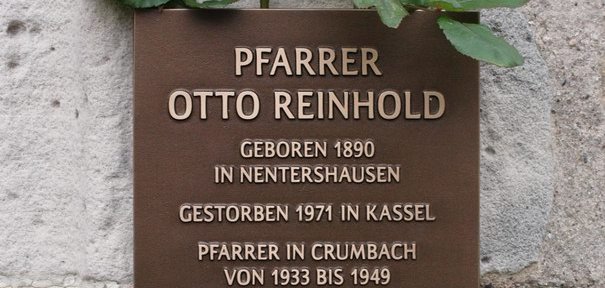 PFARRER
OTTO REINHOLD
GEBOREN 1890
IN NENTERSHAUSEN
GESTORBEN 1971 IN KASSEL
PFARRER IN CRUMBACH
VON 1933 BIS 1949